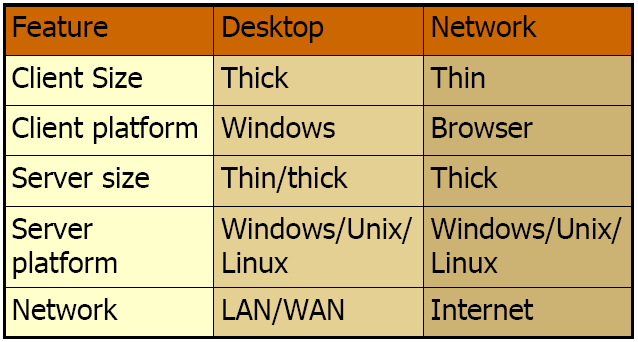 Feature Desktop Network
Client Size Thick Thin
Client platform Windows Browser
Server size Thin/thick Thick
Server Windows/Unix/ Windows/Unix/
platform Linux Linux
Network LAN/WAN Internet